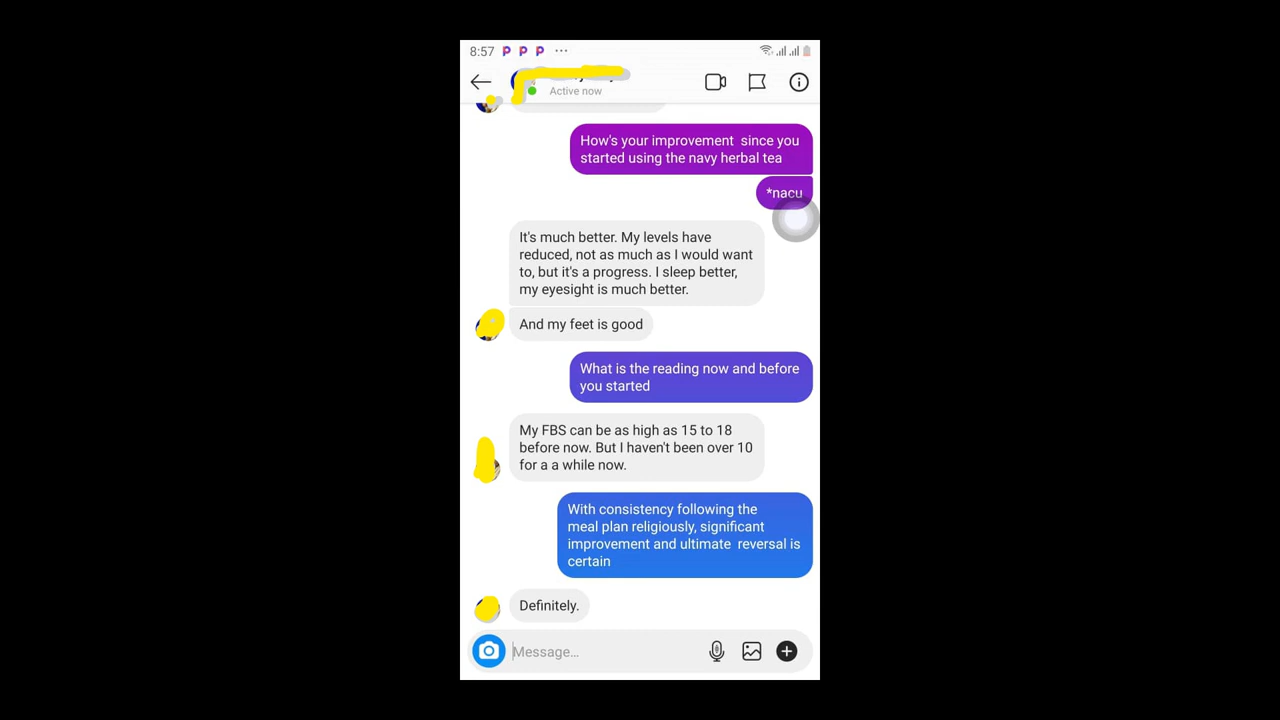 8:57
Active now
How's your improvement since you
started using the navy herbal tea
*nacu
It's much better. My levels have
reduced, not as much as I would want
to, but it's a progress. I sleep better,
my eyesight is much better.
And my feet is good
What is the reading now and before
you started
My FBS can be as high as 15 to 18
before now. But I haven't been over 10
for a a while now.
With consistency following the
meal plan religiously, significant
improvement and ultimate reversal is
certain
Definitely.
Message...